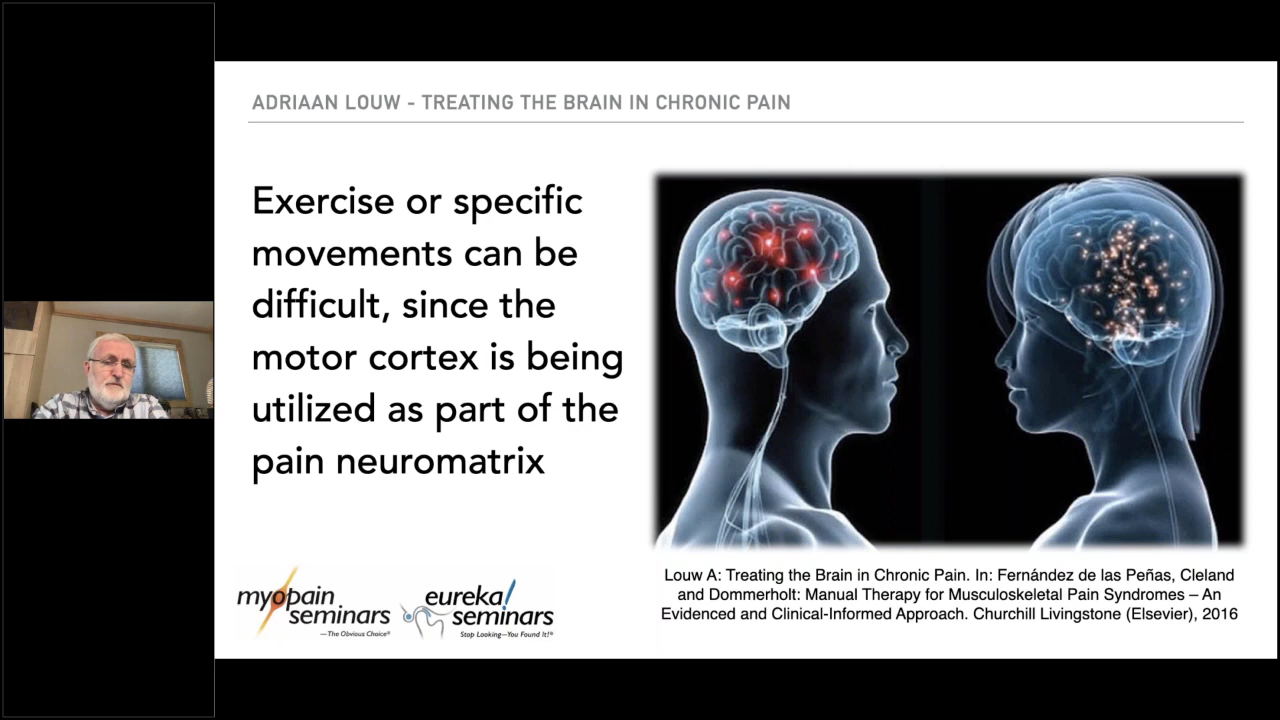 ADRIAAN LOUW - TREATING THE BRAIN IN CHRONIC PAIN
Exercise or specific
movements can be
difficult, since the
motor cortex is being
utilized as part of the
pain neuromatrix
myopain
seminars
—The Obvious Choice®
eureka!
seminars
Stop Looking—You Found It!®
Louw A: Treating the Brain in Chronic Pain. In: Fernández de las Peñas, Cleland
and Dommerholt: Manual Therapy for Musculoskeletal Pain Syndromes – An
Evidenced and Clinical-Informed Approach. Churchill Livingstone (Elsevier), 2016